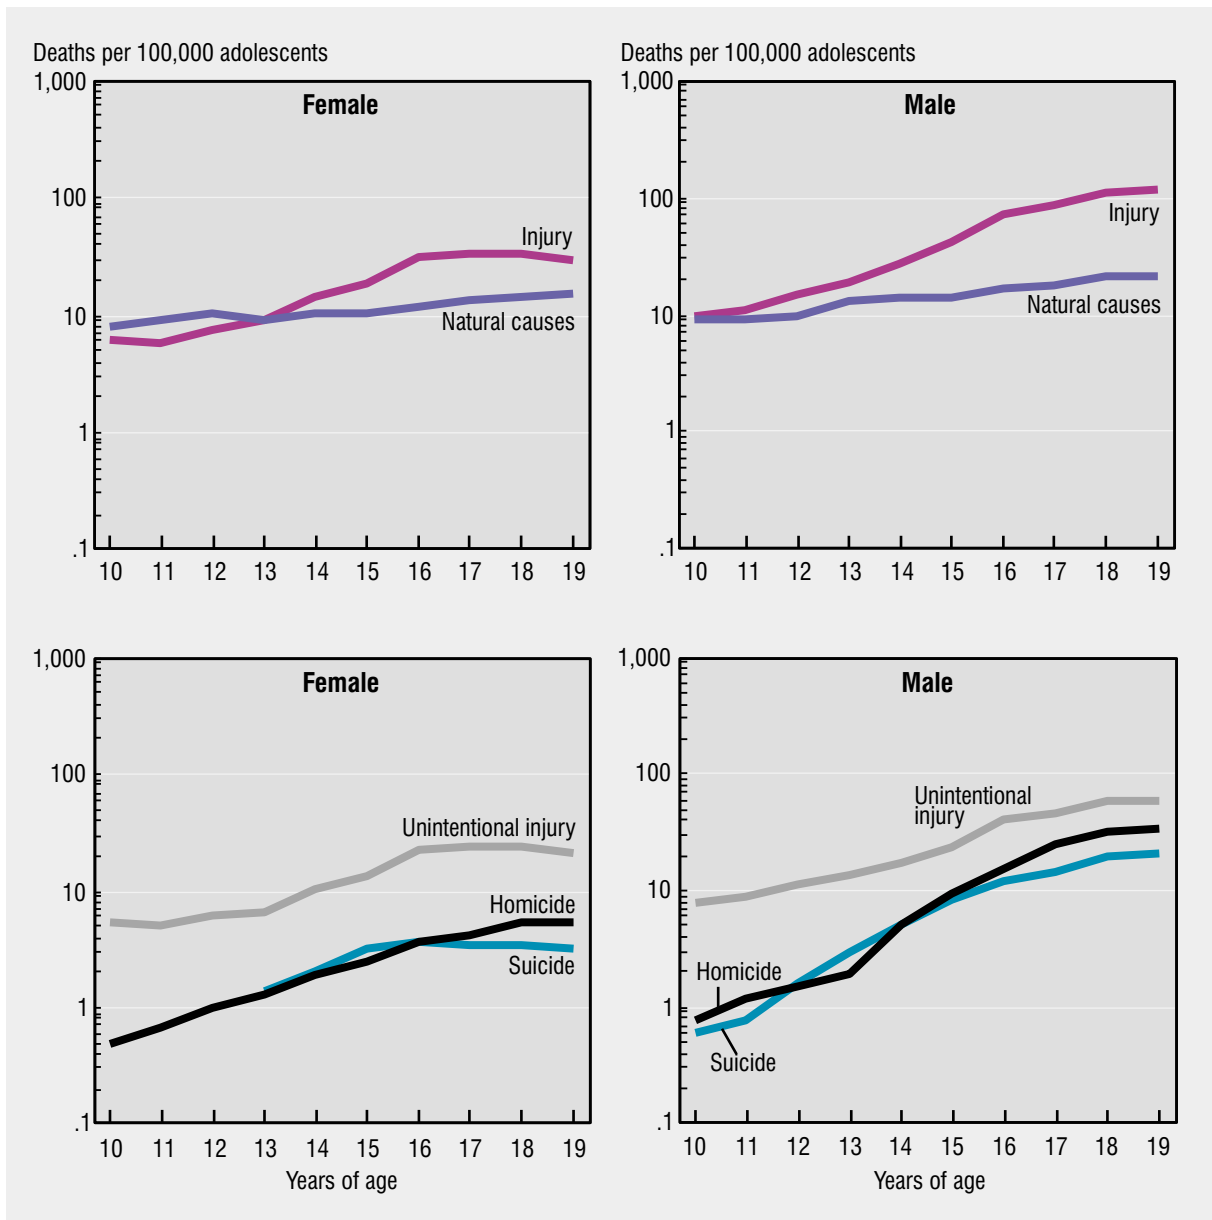 Deaths per 100,000 adolescents
1,000
100
10
1
.1
Female
Injury
Natural causes
10 11 12 13 14 15 16 17 18 19
Deaths per 100,000 adolescents
1,000
100
10
1
.1
Male
Injury
Natural causes
10 11 12 13 14 15 16 17 18 19
1,000
100
10
1
.1
Female
Unintentional injury
Homicide
Suicide
10 11 12 13 14 15 16 17 18 19
Years of age
1,000
100
10
1
.1
Male
Unintentional
injury
Homicide
Suicide
10 11 12 13 14 15 16 17 18 19
Years of age